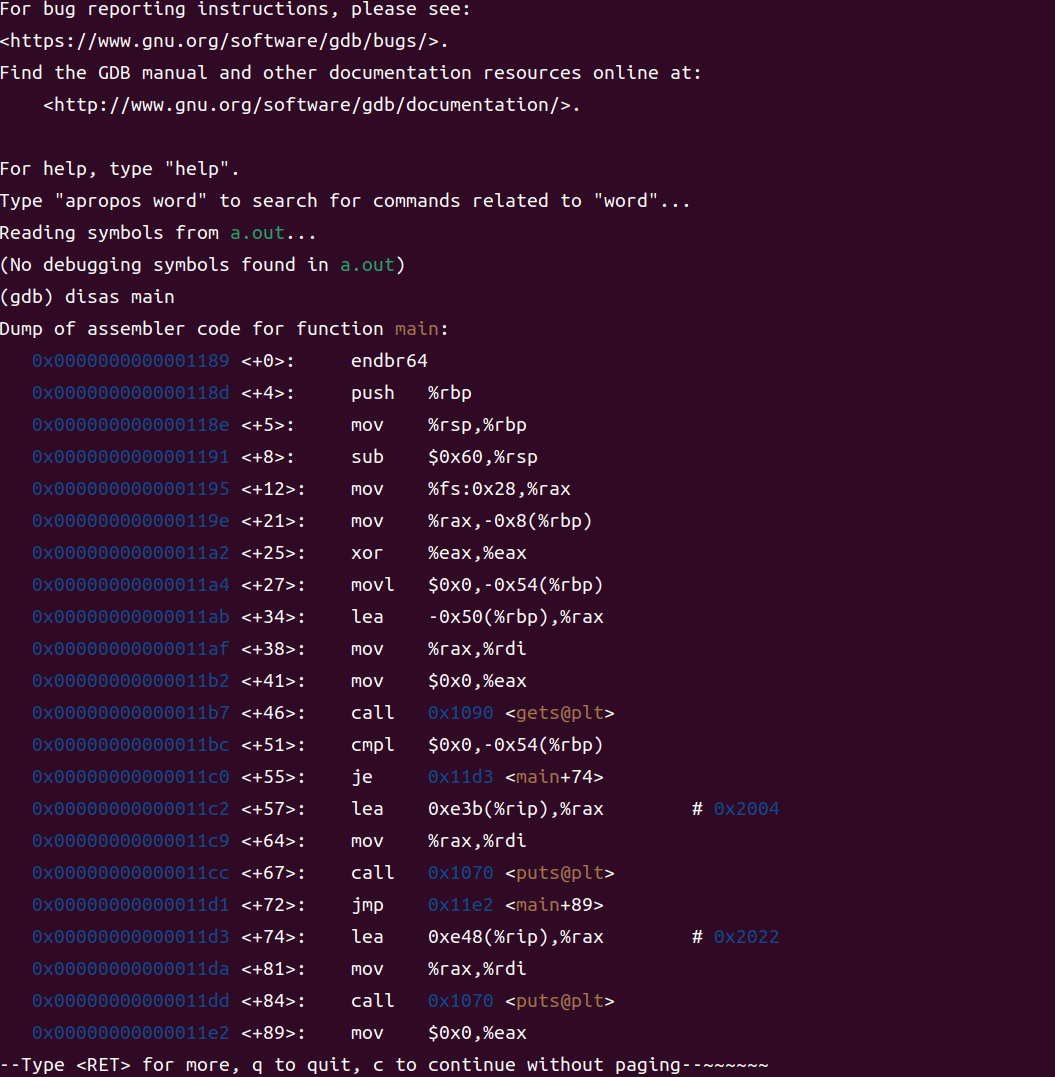 For bug reporting instructions, please see:
<https://www.gnu.org/software/gdb/bugs/>.
Find the GDB manual and other documentation resources online at:
    <http://www.gnu.org/software/gdb/documentation/>.

For help, type "help".
Type "apropos word" to search for commands related to "word"...
Reading symbols from a.out...
(No debugging symbols found in a.out)
(gdb) disas main
Dump of assembler code for function main:
   0x0000000000001189 <+0>:     endbr64
   0x000000000000118d <+4>:     push   %rbp
   0x000000000000118e <+5>:     mov    %rsp,%rbp
   0x0000000000001191 <+8>:     sub    $0x60,%rsp
   0x0000000000001195 <+12>:    mov    %fs:0x28,%rax
   0x000000000000119e <+21>:    mov    %rax,-0x8(%rbp)
   0x00000000000011a2 <+25>:    xor    %eax,%eax
   0x00000000000011a4 <+27>:    movl   $0x0,-0x54(%rbp)
   0x00000000000011ab <+34>:    lea    -0x50(%rbp),%rax
   0x00000000000011af <+38>:    mov    %rax,%rdi
   0x00000000000011b2 <+41>:    mov    $0x0,%eax
   0x00000000000011b7 <+46>:    call   0x1090 <gets@plt>
   0x00000000000011bc <+51>:    cmpl   $0x0,-0x54(%rbp)
   0x00000000000011c0 <+55>:    je     0x11d3 <main+74>
   0x00000000000011c2 <+57>:    lea    0xe3b(%rip),%rax        # 0x2004
   0x00000000000011c9 <+64>:    mov    %rax,%rdi
   0x00000000000011cc <+67>:    call   0x1070 <puts@plt>
   0x00000000000011d1 <+72>:    jmp    0x11e2 <main+89>
   0x00000000000011d3 <+74>:    lea    0xe48(%rip),%rax        # 0x2022
   0x00000000000011da <+81>:    mov    %rax,%rdi
   0x00000000000011dd <+84>:    call   0x1070 <puts@plt>
   0x00000000000011e2 <+89>:    mov    $0x0,%eax
--Type <RET> for more, q to quit, c to continue without paging--~~~~~~